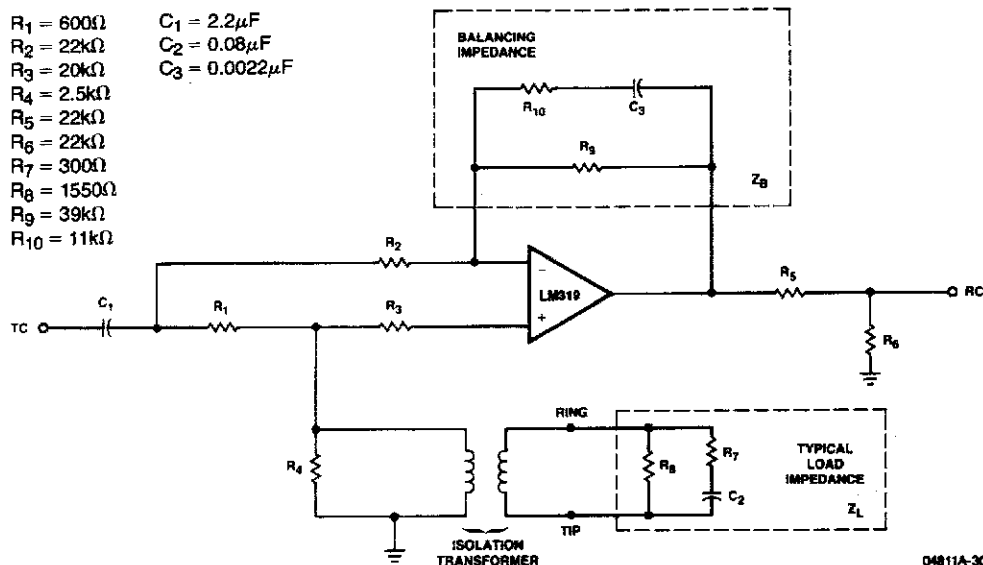 R1 = 600Ω
R2 = 22kΩ
R3 = 20kΩ
R4 = 2.5kΩ
R5 = 22kΩ
R6 = 22kΩ
R7 = 300Ω
R8 = 1550Ω
R9 = 39kΩ
R10 = 11kΩ
C1 = 2.2μF
C2 = 0.08μF
C3 = 0.0022μF
BALANCING
IMPEDANCE
R10
C3
R9
ZB
R2
LM319
−
+
R5
RC
TC
C1
R1
R3
R6
R4
RING
TIP
ISOLATION
TRANSFORMER
R8
R7
C2
TYPICAL
LOAD
IMPEDANCE
ZL
04811A-30